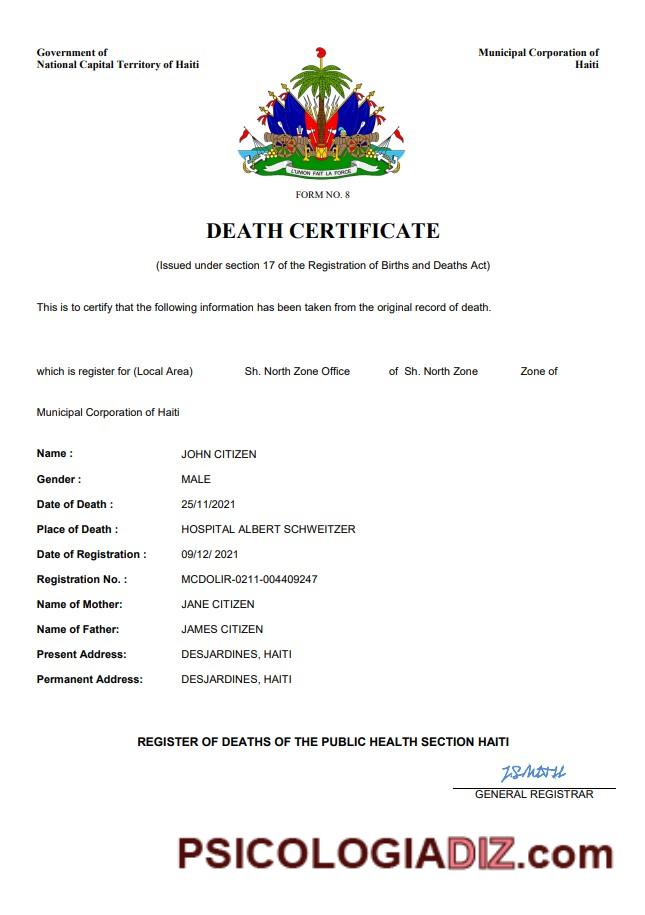 Government of
National Capital Territory of Haiti
Municipal Corporation of
Haiti
L'UNION FAIT LA FORCE
FORM NO. 8
DEATH CERTIFICATE
(Issued under section 17 of the Registration of Births and Deaths Act)
This is to certify that the following information has been taken from the original record of death.
which is register for (Local Area) Sh. North Zone Office of Sh. North Zone Zone of
Municipal Corporation of Haiti
Name : JOHN CITIZEN
Gender : MALE
Date of Death : 25/11/2021
Place of Death : HOSPITAL ALBERT SCHWEITZER
Date of Registration : 09/12/ 2021
Registration No. : MCDOLIR-0211-004409247
Name of Mother: JANE CITIZEN
Name of Father: JAMES CITIZEN
Present Address: DESJARDINES, HAITI
Permanent Address: DESJARDINES, HAITI
REGISTER OF DEATHS OF THE PUBLIC HEALTH SECTION HAITI
GENERAL REGISTRAR
PSICOLOGIADIZ.com